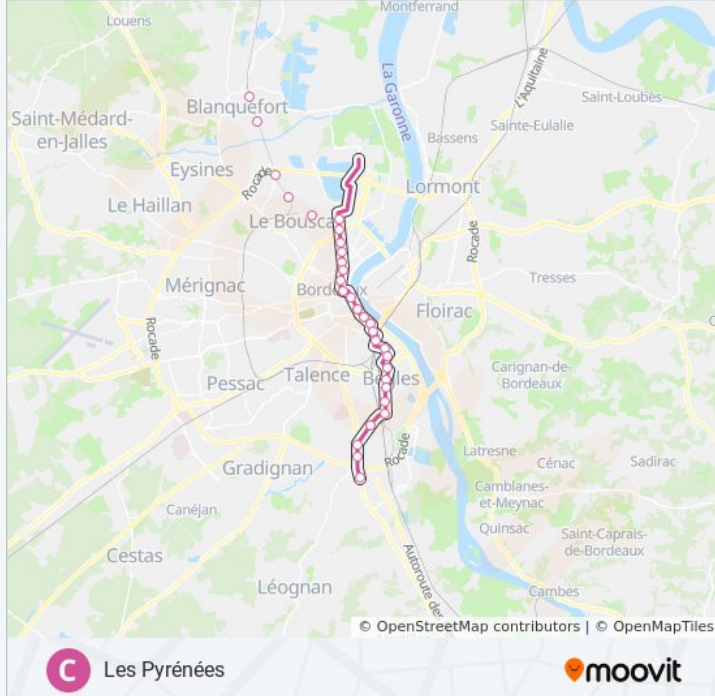 Montferrand
Louens
La Garonne
L'Aquitaine
Blanquefort
Saint-Loubès
Saint-Médard-
en-Jalles
Sainte-Eulalie
Bassens
Eysines
Rocade
Lormont
Le Haillan
Le Bousca
Rocade
Tresses
Mérignac
Bordeaux
Floirac
Rocade
Carignan-de-
Bordeaux
Pessac
Talence
Bègles
Latresne
Rocade
Cénac
Sadirac
Gradignan
Camblanes-
et-Meynac
Canéjan
Quinsac
Saint-Caprais-
de-Bordeaux
Cestas
Autoroute des
Léognan
Cambes
© OpenStreetMap contributors | © OpenMapTiles
C Les Pyrénées
moovit